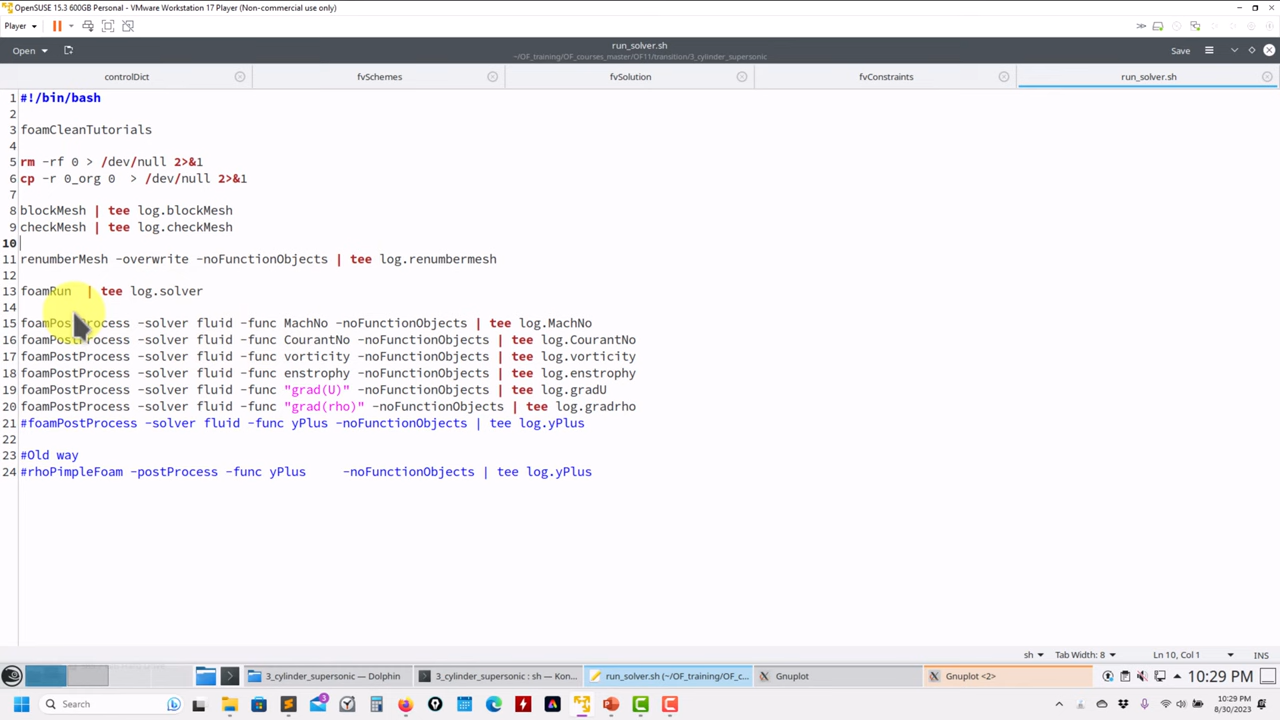 OpenSUSE 15.3 600GB Personal - VMware Workstation 17 Player (Non-commercial use only)
Player
Open
run_solver.sh
~/OF_training/OF_courses_master/OF11/transition/3_cylinder_supersonic
Save
controlDict
fvSchemes
fvSolution
fvConstraints
run_solver.sh
1 #!/bin/bash
2
3 foamCleanTutorials
4
5 rm -rf 0 > /dev/null 2>&1
6 cp -r 0_org 0  > /dev/null 2>&1
7
8 blockMesh | tee log.blockMesh
9 checkMesh | tee log.checkMesh
10
11 renumberMesh -overwrite -noFunctionObjects | tee log.renumbermesh
12
13 foamRun  | tee log.solver
14
15 foamPostProcess -solver fluid -func MachNo -noFunctionObjects | tee log.MachNo
16 foamPostProcess -solver fluid -func CourantNo -noFunctionObjects | tee log.CourantNo
17 foamPostProcess -solver fluid -func vorticity -noFunctionObjects | tee log.vorticity
18 foamPostProcess -solver fluid -func enstrophy -noFunctionObjects | tee log.enstrophy
19 foamPostProcess -solver fluid -func "grad(U)" -noFunctionObjects | tee log.gradU
20 foamPostProcess -solver fluid -func "grad(rho)" -noFunctionObjects | tee log.gradrho
21 #foamPostProcess -solver fluid -func yPlus -noFunctionObjects | tee log.yPlus
22
23 #Old way
24 #rhoPimpleFoam -postProcess -func yPlus     -noFunctionObjects | tee log.yPlus
sh
Tab Width: 8
Ln 10, Col 1
INS
3_cylinder_supersonic — Dolphin
3_cylinder_supersonic : sh — Kon...
run_solver.sh (~/OF_training/OF_c...
Gnuplot
Gnuplot <2>
10:29 PM
Search
3
10:29 PM
8/30/2023